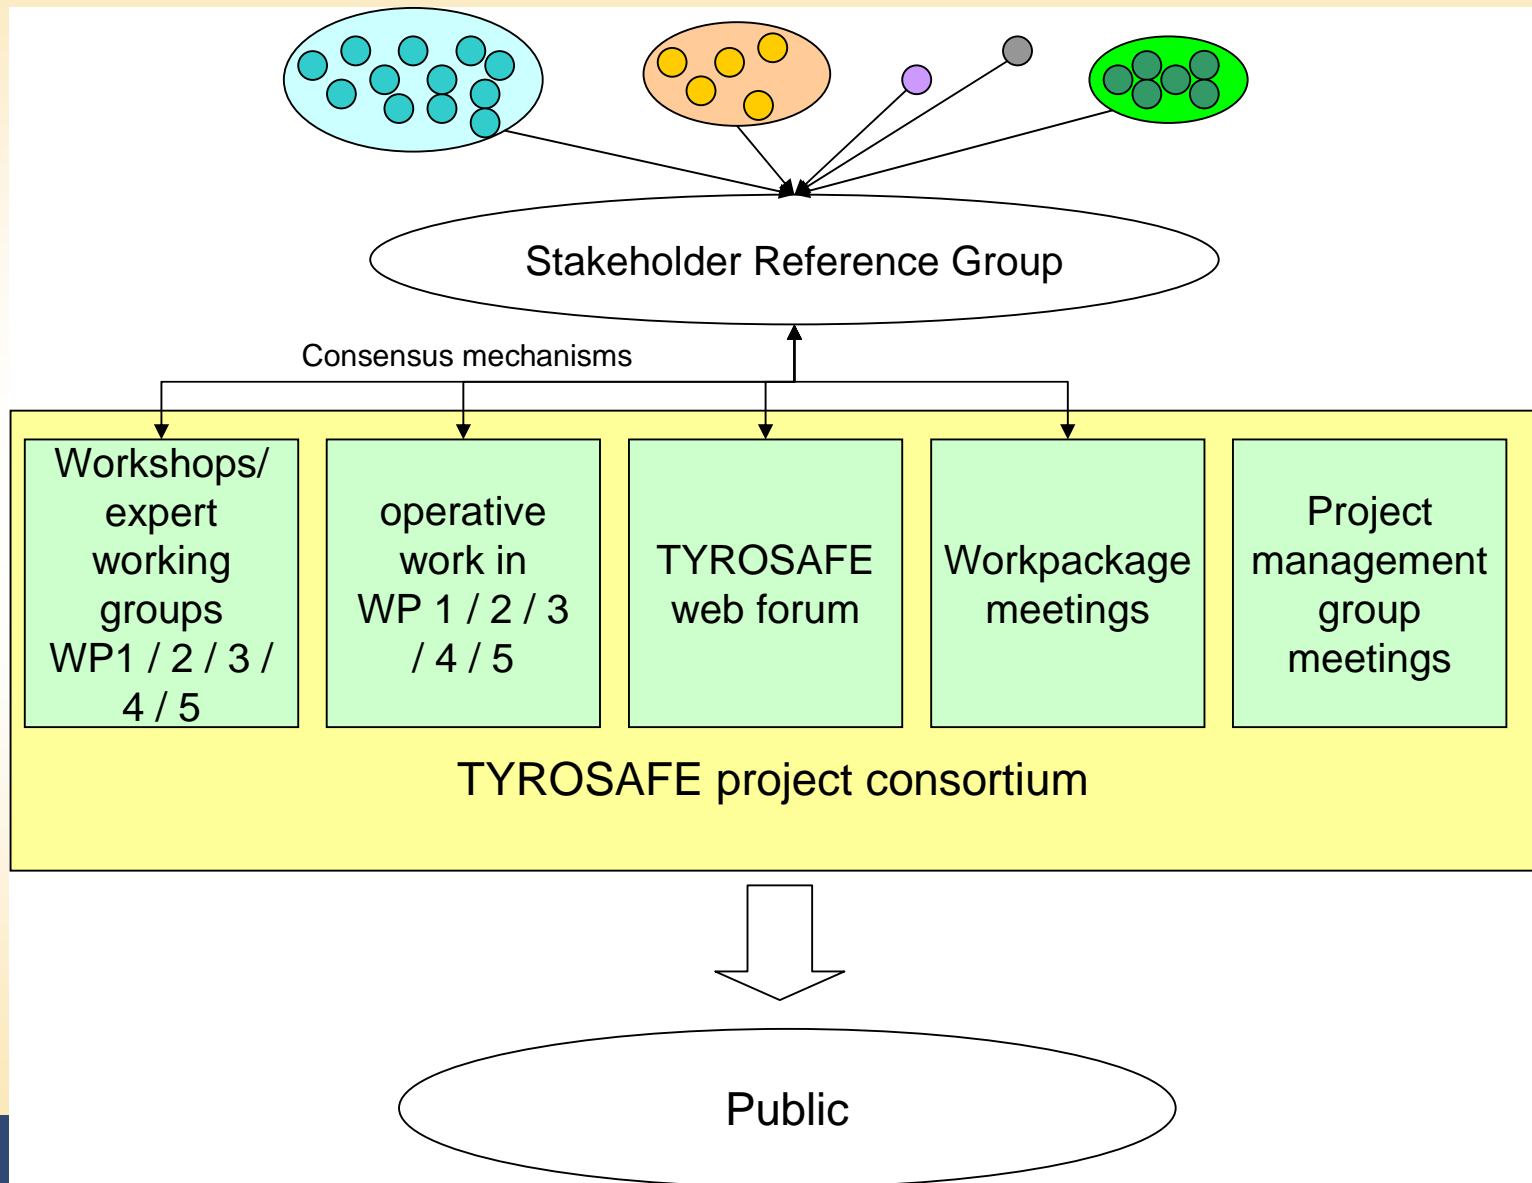 Stakeholder Reference Group
Consensus mechanisms
Workshops/
expert
working
groups
WP1 / 2 / 3 /
4 / 5
operative
work in
WP 1 / 2 / 3
/ 4 / 5
TYROSAFE
web forum
Workpackage
meetings
Project
management
group
meetings
TYROSAFE project consortium
Public